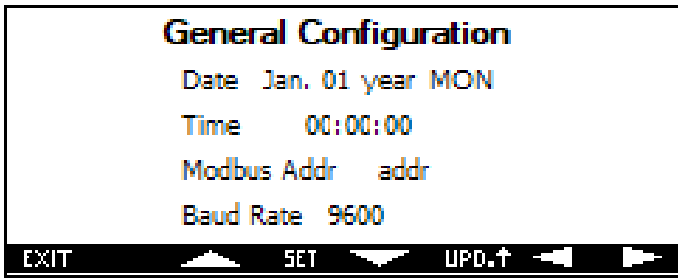 General Configuration
Date Jan. 01 year MON
Time 00:00:00
Modbus Addr addr
Baud Rate 9600
EXIT SET UPD.↑